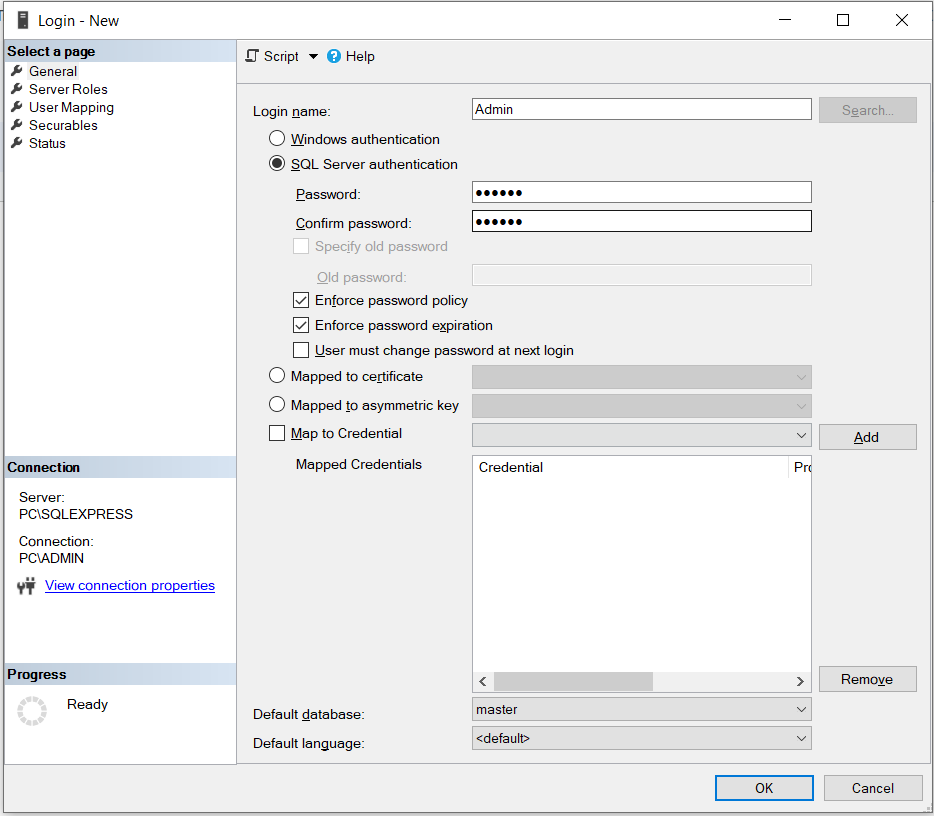 Login - New
Select a page
General
Server Roles
User Mapping
Securables
Status
Connection
Server:
PC\SQLEXPRESS
Connection:
PC\ADMIN
View connection properties
Progress
Ready
Script
Help
Login name:
Admin
Search...
Windows authentication
SQL Server authentication
Password:
••••••
Confirm password:
••••••
Specify old password
Old password:
Enforce password policy
Enforce password expiration
User must change password at next login
Mapped to certificate
Mapped to asymmetric key
Map to Credential
Add
Mapped Credentials
Credential
Pro
Remove
Default database:
master
Default language:
<default>
OK
Cancel